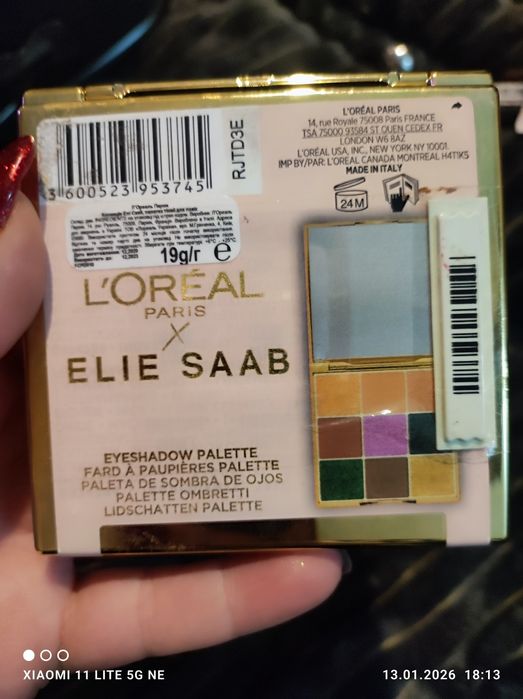 L'ORÉAL PARIS
14, rue Royale 75008 Paris FRANCE
TSA 75000 93584 ST OUEN CEDEX FR
LONDON W6 8AZ
L'ORÉAL USA, INC., NEW YORK NY 10001.
IMP BY/PAR: L'OREAL CANADA MONTREAL H4T1K5
MADE IN ITALY
24M
3 600523 953745
RJTD3E
Л'Ореаль Париж
19g/г e
L'ORÉAL
PARIS
X
ELIE SAAB
EYESHADOW PALETTE
FARD À PAUPIÈRES PALETTE
PALETA DE SOMBRA DE OJOS
PALETTE OMBRETTI
LIDSCHATTEN PALETTE
XIAOMI 11 LITE 5G NE
13.01.2026 18:13